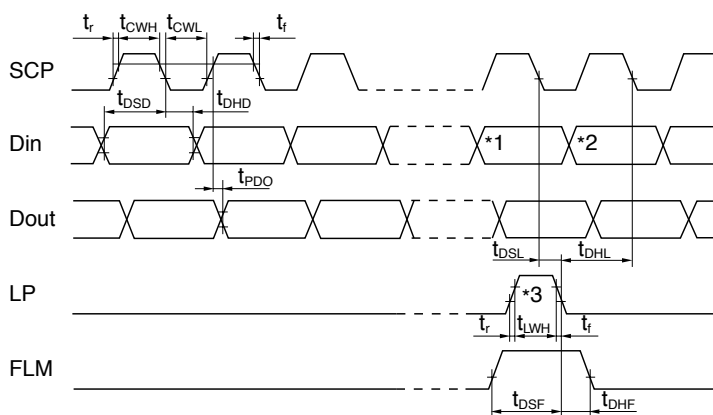 tr tCWH tCWL tf
SCP
tDSD tDHD
Din *1 *2
tPDO
Dout
tDSL tDHL
LP *3
tr tLWH tf
FLM
tDSF tDHF